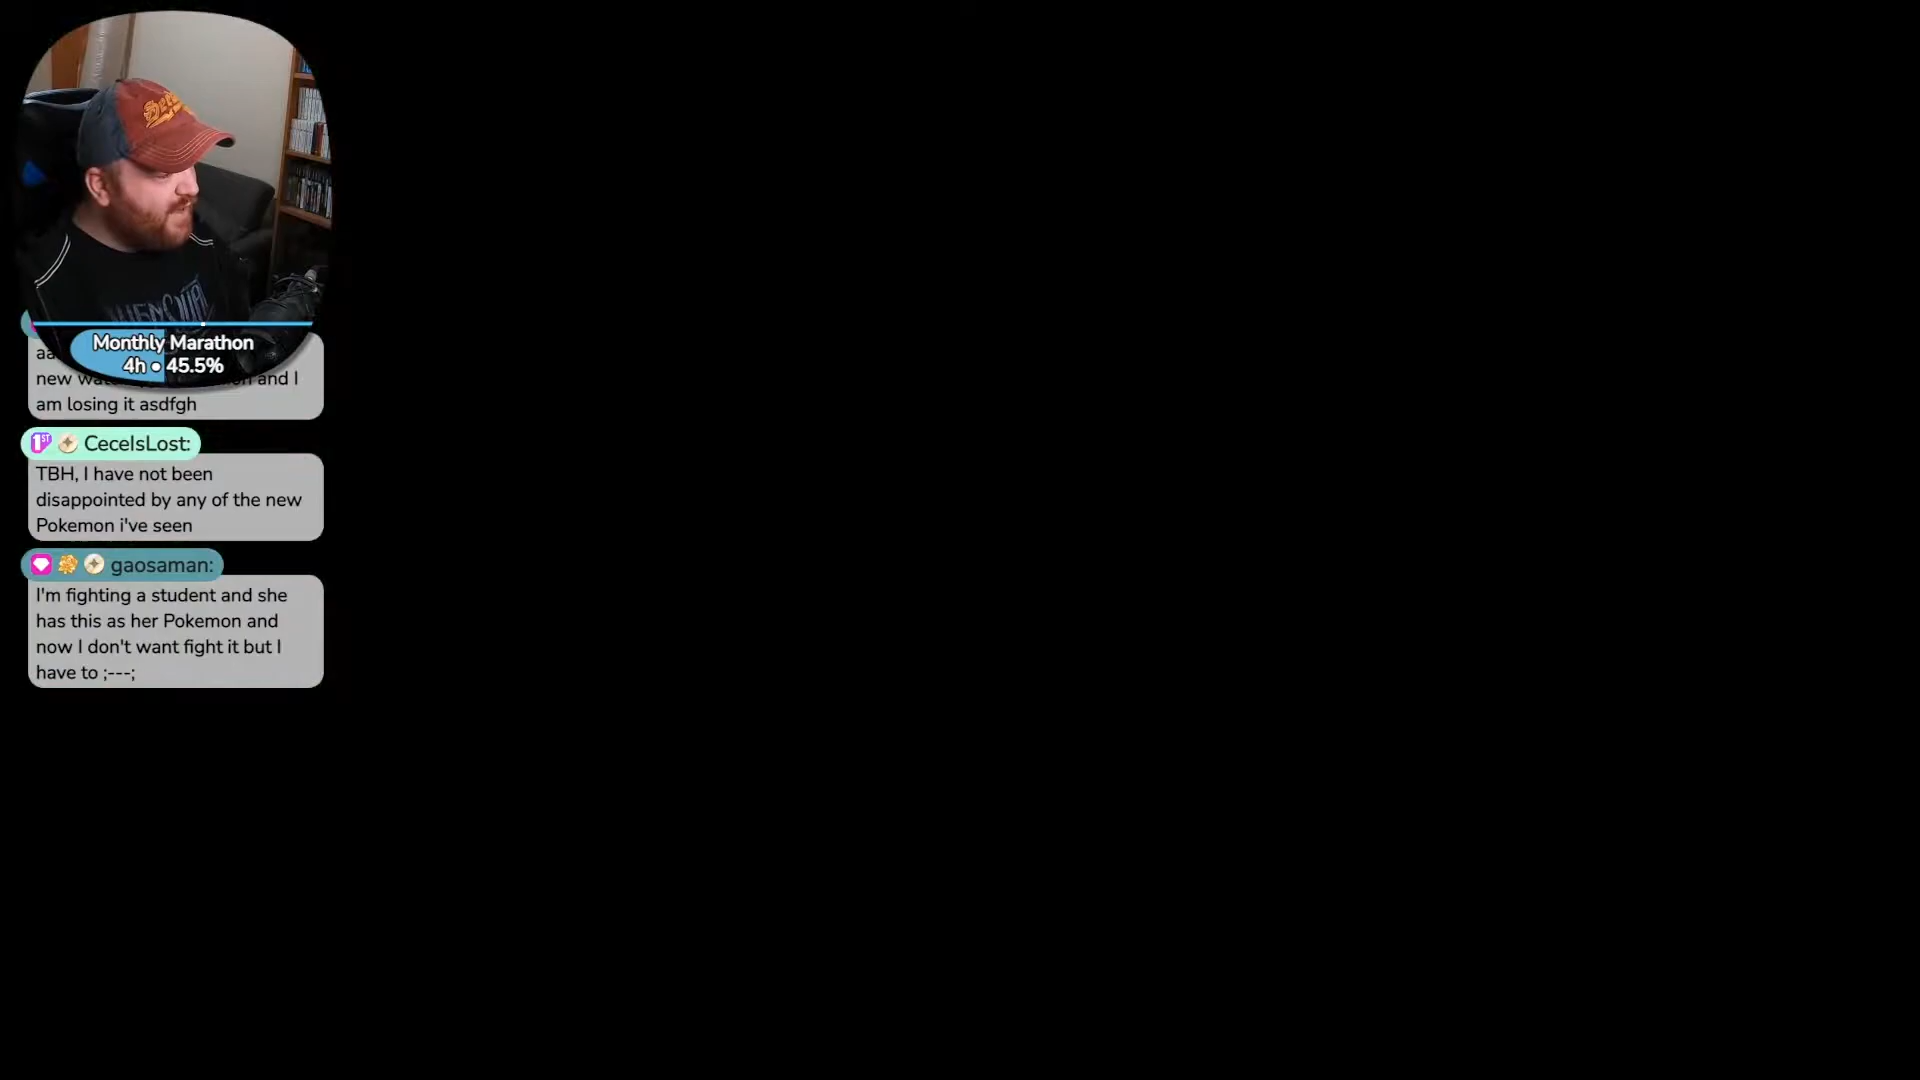 Monthly Marathon
4h • 45.5%
new and I
am losing it asdfgh
1ST CeceIsLost:
TBH, I have not been
disappointed by any of the new
Pokemon i've seen
gaosaman:
I'm fighting a student and she
has this as her Pokemon and
now I don't want fight it but I
have to ;---;